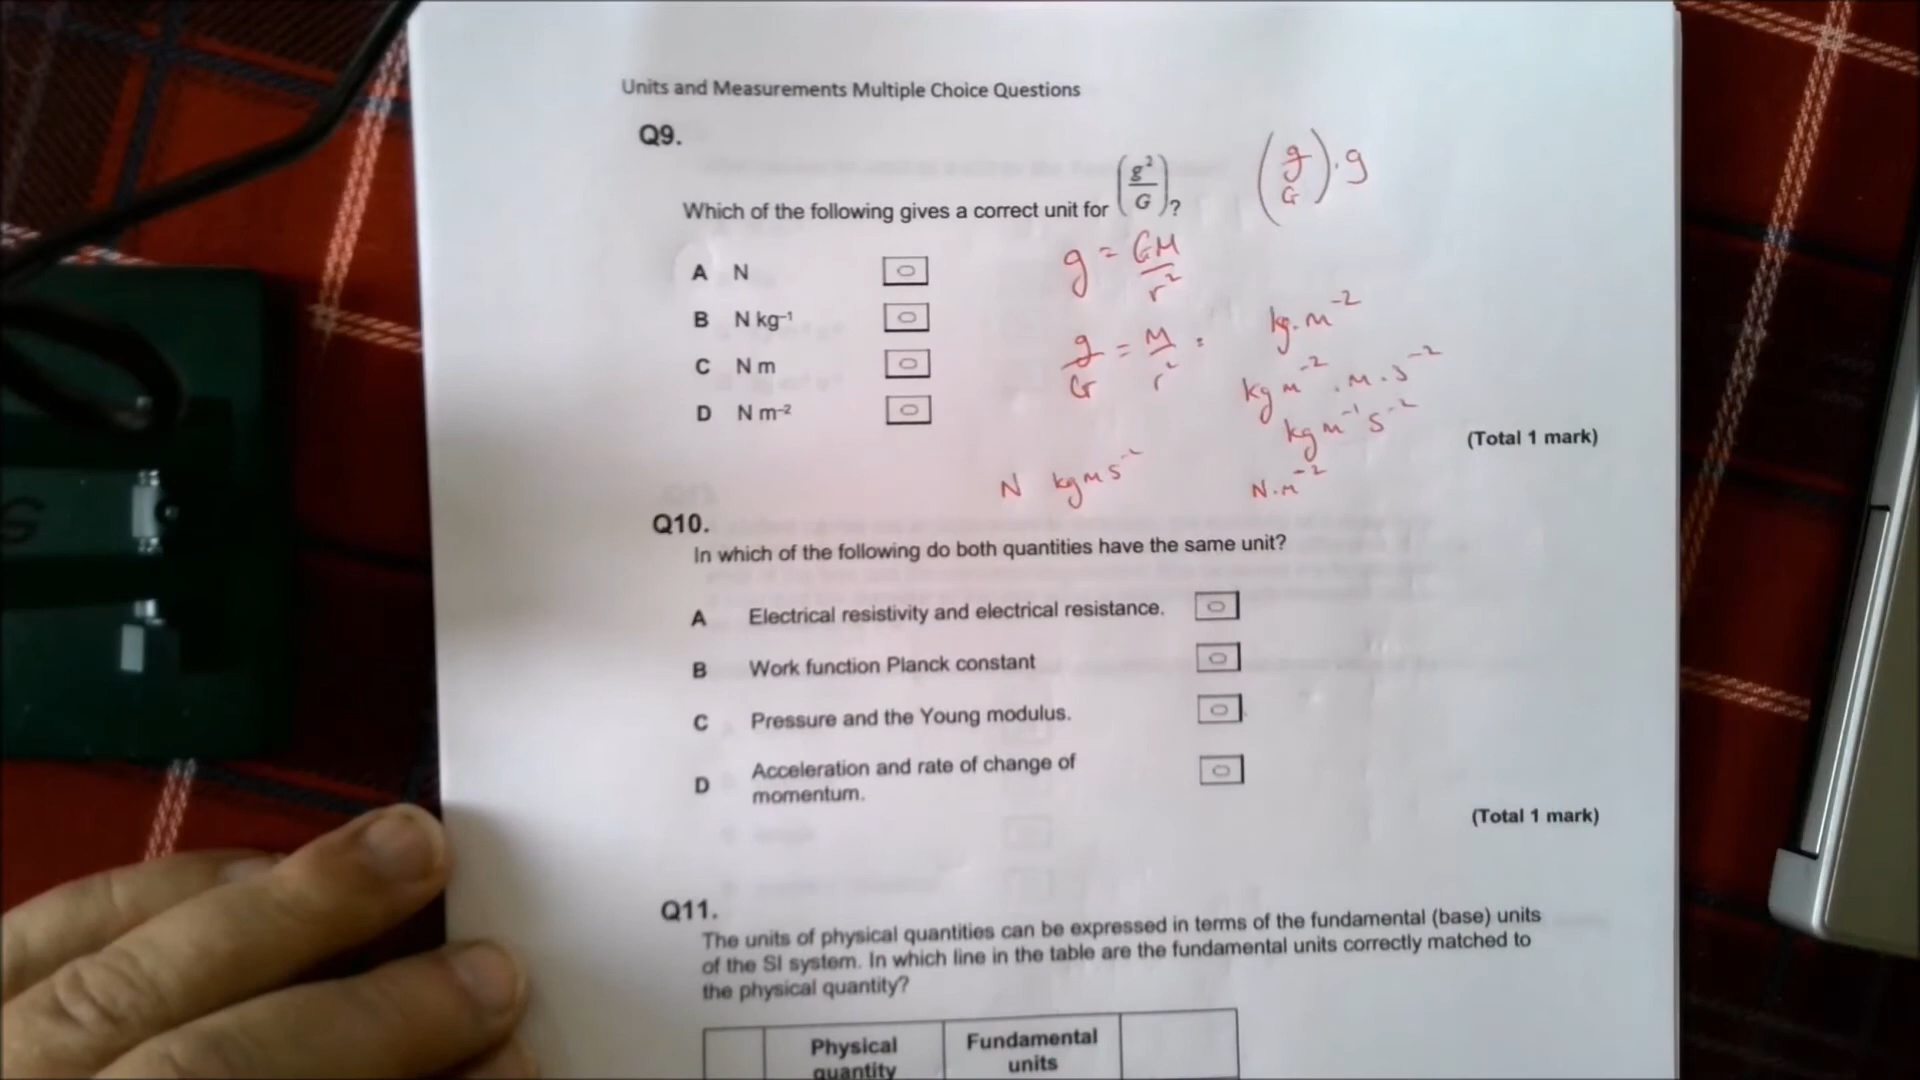 Units and Measurements Multiple Choice Questions
Q9.
Which of the following gives a correct unit for (g²/G)?
(g/G)·g
A N
B N kg⁻¹
C N m
D N m⁻²
g = GM/r²
g/G = M/r² : kg·m⁻²
kg m⁻² · m · s⁻²
kg m⁻¹ s⁻²
(Total 1 mark)
N kg m s⁻²
N·m⁻²
Q10.
In which of the following do both quantities have the same unit?
A Electrical resistivity and electrical resistance.
B Work function Planck constant
C Pressure and the Young modulus.
D Acceleration and rate of change of
momentum.
(Total 1 mark)
Q11.
The units of physical quantities can be expressed in terms of the fundamental (base) units
of the SI system. In which line in the table are the fundamental units correctly matched to
the physical quantity?
Physical
quantity
Fundamental
units